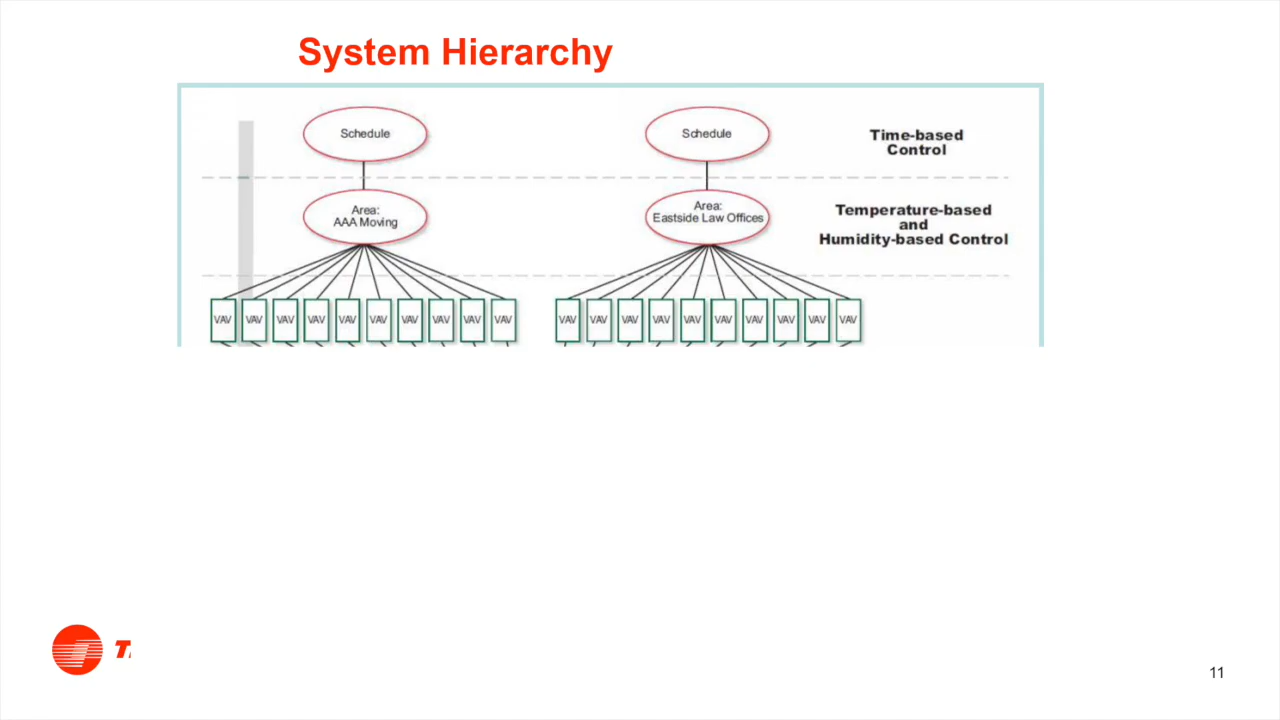 System Hierarchy
Schedule
Schedule
Time-based
Control
Area:
AAA Moving
Area:
Eastside Law Offices
Temperature-based
and
Humidity-based Control
VAV VAV VAV VAV VAV VAV VAV VAV VAV VAV
VAV VAV VAV VAV VAV VAV VAV VAV VAV VAV
11